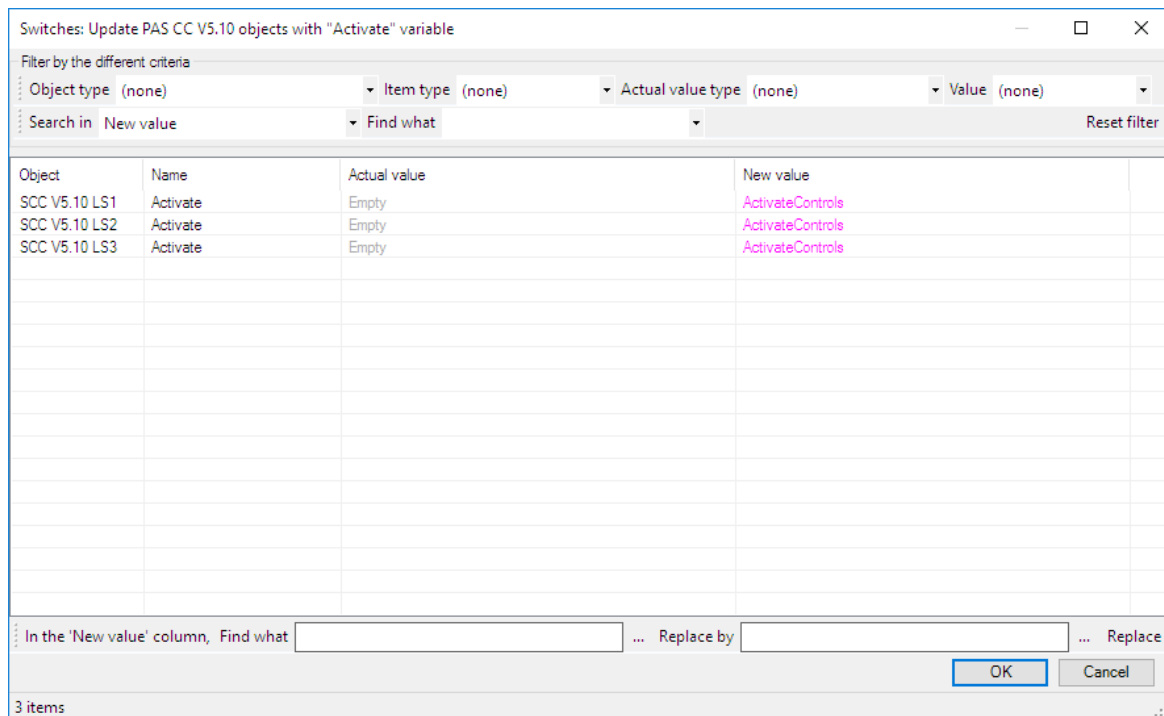 Switches: Update PAS CC V5.10 objects with "Activate" variable
Filter by the different criteria
Object type (none) Item type (none) Actual value type (none) Value (none)
Search in New value Find what Reset filter
Object Name Actual value New value
SCC V5.10 LS1 Activate Empty ActivateControls
SCC V5.10 LS2 Activate Empty ActivateControls
SCC V5.10 LS3 Activate Empty ActivateControls
In the 'New value' column, Find what ... Replace by ... Replace
OK Cancel
3 items